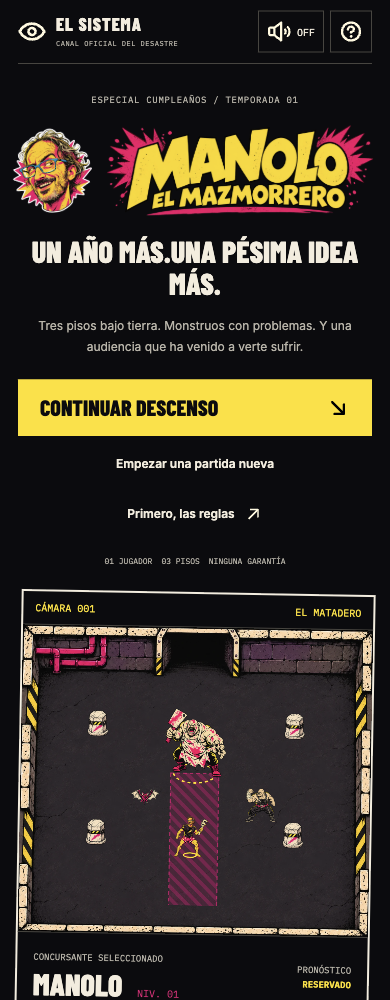 EL SISTEMA
CANAL OFICIAL DEL DESASTRE
OFF
ESPECIAL CUMPLEAÑOS / TEMPORADA 01
MANOLO
EL MAZMORRERO
UN AÑO MÁS.UNA PÉSIMA IDEA
MÁS.
Tres pisos bajo tierra. Monstruos con problemas. Y una
audiencia que ha venido a verte sufrir.
CONTINUAR DESCENSO
Empezar una partida nueva
Primero, las reglas
01 JUGADOR 03 PISOS NINGUNA GARANTÍA
CÁMARA 001
EL MATADERO
CONCURSANTE SELECCIONADO
MANOLO NIV. 01
PRONÓSTICO
RESERVADO